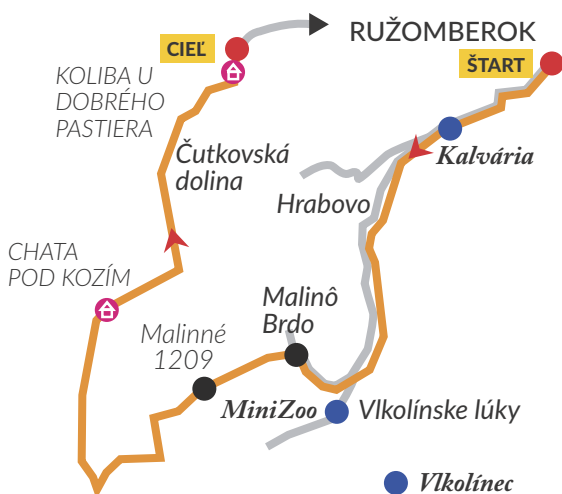 RUŽOMBEROK
CIEĽ
ŠTART
KOLIBA U
DOBRÉHO
PASTIERA
Kalvária
Čutkovská
dolina
Hrabovo
CHATA
POD KOZÍM
Malinô
Brdo
Malinné
1209
MiniZoo
Vlkolínske lúky
Vlkolínec